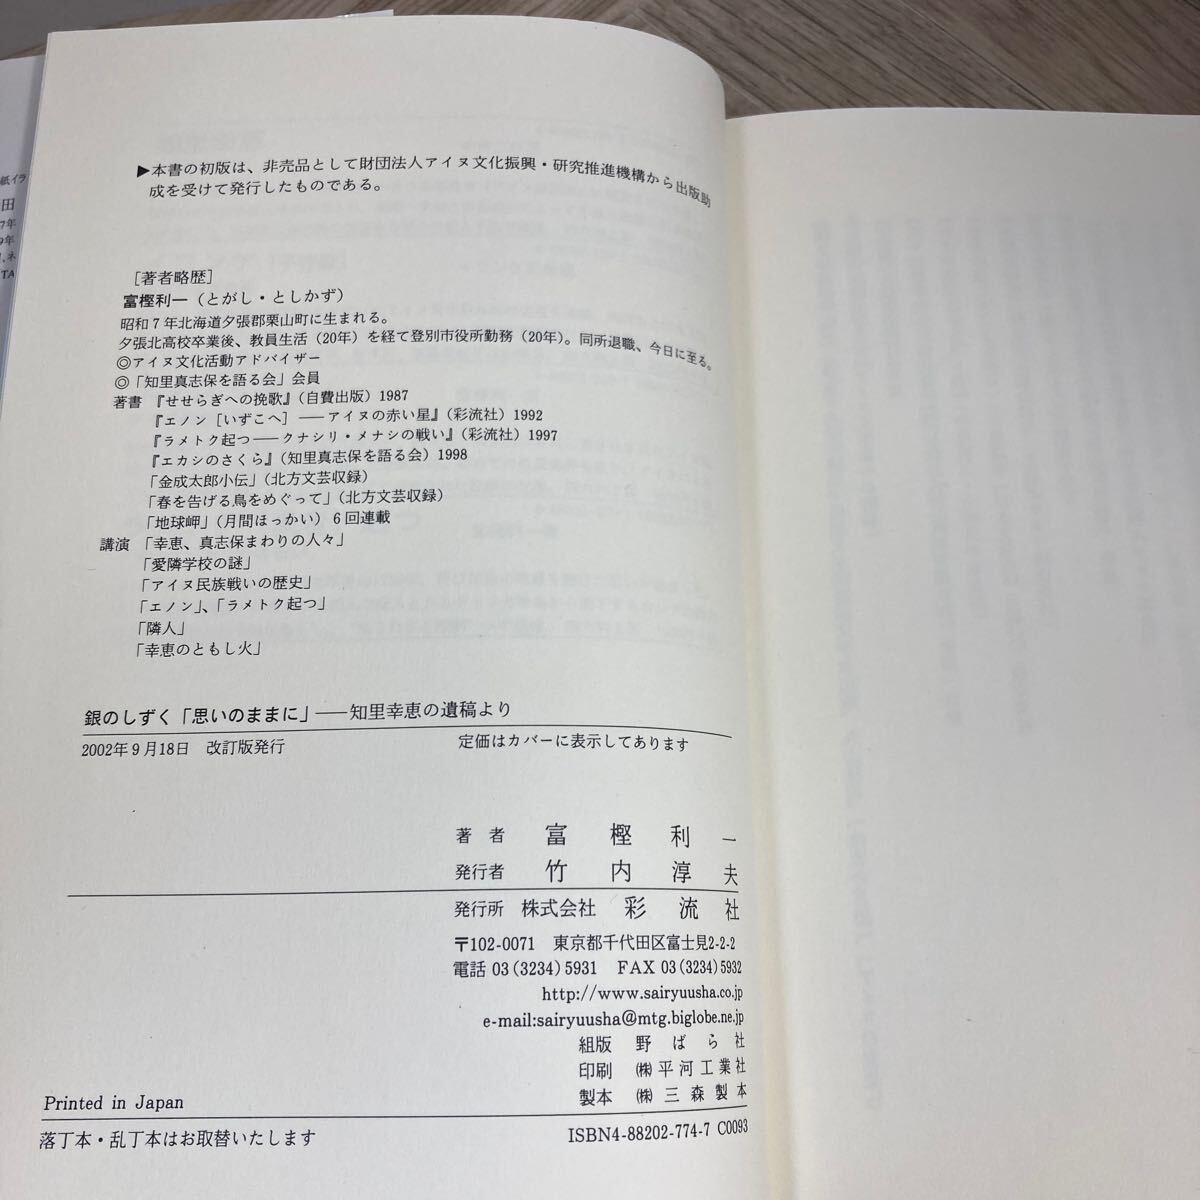 ▶本書の初版は、非売品として財団法人アイヌ文化振興・研究推進機構から出版助
成を受けて発行したものである。
［著者略歴］
富樫利一（とがし・としかず）
昭和7年北海道夕張郡栗山町に生まれる。
夕張北高校卒業後、教員生活（20年）を経て登別市役所勤務（20年）。同所退職、今日に至る。
◎アイヌ文化活動アドバイザー
◎「知里真志保を語る会」会員
著書 『せせらぎへの挽歌』（自費出版）1987
『エノン［いずこへ］――アイヌの赤い星』（彩流社）1992
『ラメトク起つ――クナシリ・メナシの戦い』（彩流社）1997
『エカシのさくら』（知里真志保を語る会）1998
「金成太郎小伝」（北方文芸収録）
「春を告げる鳥をめぐって」（北方文芸収録）
「地球岬」（月間ほっかい）6回連載
講演 「幸恵、真志保まわりの人々」
「愛隣学校の謎」
「アイヌ民族戦いの歴史」
「エノン」、「ラメトク起つ」
「隣人」
「幸恵のともし火」
銀のしずく「思いのままに」――知里幸恵の遺稿より
2002年9月18日 改訂版発行 定価はカバーに表示してあります
著者 富樫利一
発行者 竹内淳夫
発行所 株式会社 彩流社
〒102-0071 東京都千代田区富士見2-2-2
電話 03(3234)5931 FAX 03(3234)5932
http://www.sairyuusha.co.jp
e-mail:sairyuusha@mtg.biglobe.ne.jp
組版 野ばら社
印刷 ㈱平河工業社
製本 ㈱三森製本
Printed in Japan
落丁本・乱丁本はお取替いたします ISBN4-88202-774-7 C0093
紙イラ
田
7年
9年
TA